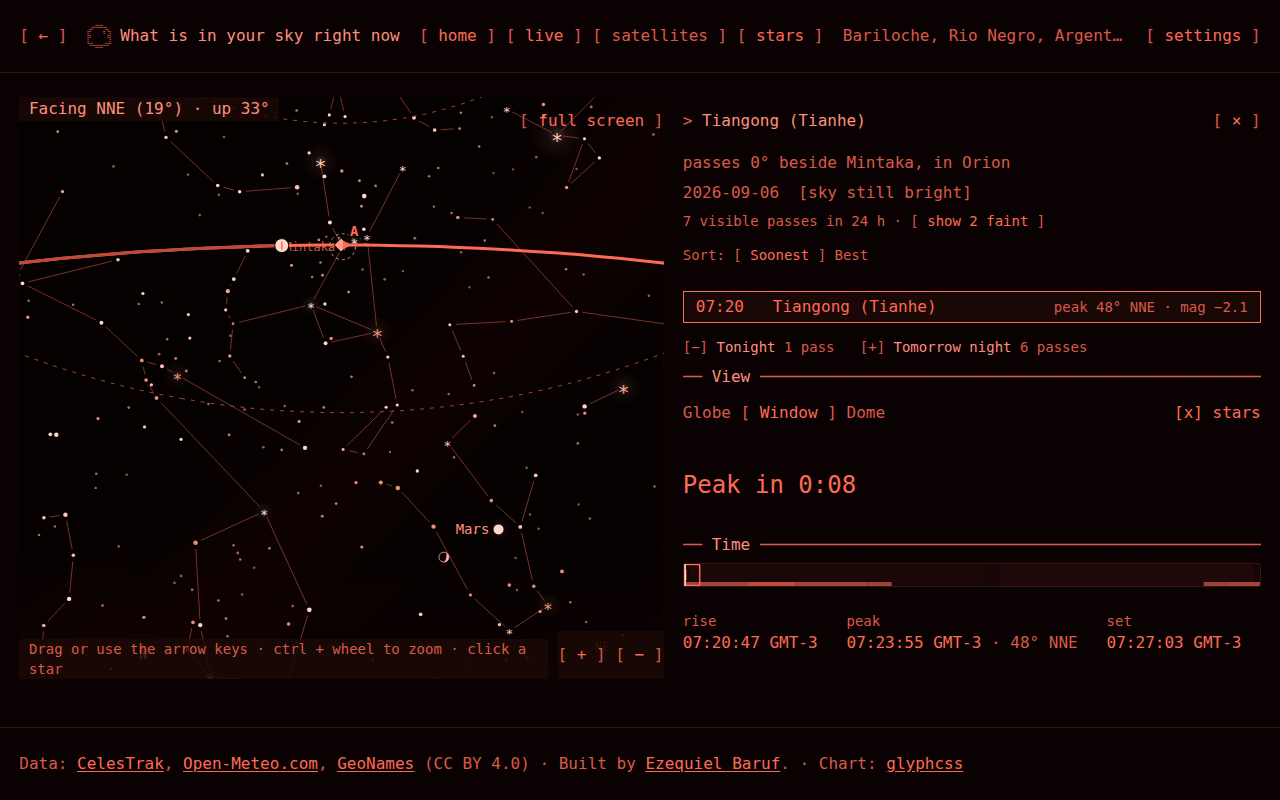 [ ← ] What is in your sky right now [ home ] [ live ] [ satellites ] [ stars ] Bariloche, Rio Negro, Argent… [ settings ]
Facing NNE (19°) · up 33°
[ full screen ]
A
Mintaka
Mars
Drag or use the arrow keys · ctrl + wheel to zoom · click a
star
[ + ] [ − ]
> Tiangong (Tianhe) [ × ]
passes 0° beside Mintaka, in Orion
2026-09-06 [sky still bright]
7 visible passes in 24 h · [ show 2 faint ]
Sort: [ Soonest ] Best
07:20 Tiangong (Tianhe) peak 48° NNE · mag −2.1
[−] Tonight 1 pass [+] Tomorrow night 6 passes
View
Globe [ Window ] Dome [x] stars
Peak in 0:08
Time
rise peak set
07:20:47 GMT-3 07:23:55 GMT-3 · 48° NNE 07:27:03 GMT-3
Data: CelesTrak, Open-Meteo.com, GeoNames (CC BY 4.0) · Built by Ezequiel Baruf. · Chart: glyphcss